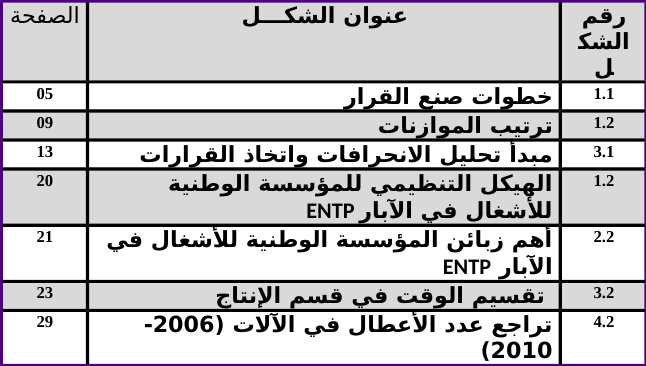 رقم الشكل عنوان الشكـــل الصفحة
1.1 خطوات صنع القرار 05
1.2 ترتيب الموازنات 09
3.1 مبدأ تحليل الانحرافات واتخاذ القرارات 13
1.2 الهيكل التنظيمي للمؤسسة الوطنية 20
للأشغال في الآبار ENTP
2.2 أهم زبائن المؤسسة الوطنية للأشغال في 21
الآبار ENTP
3.2 تقسيم الوقت في قسم الإنتاج 23
4.2 تراجع عدد الأعطال في الآلات (2006- 29
2010)